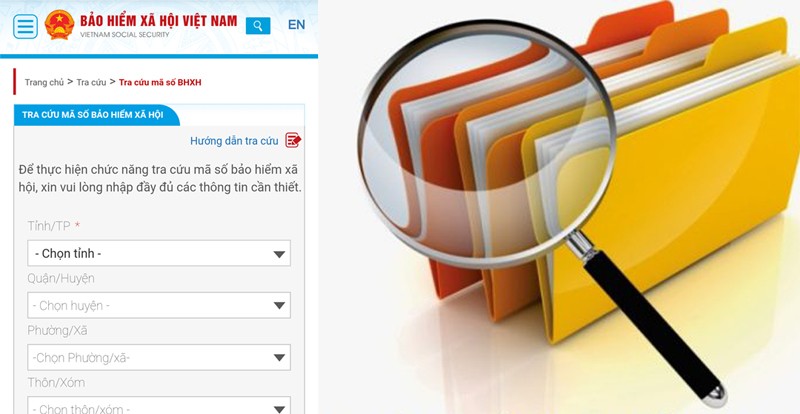 BẢO HIỂM XÃ HỘI VIỆT NAM
VIETNAM SOCIAL SECURITY
EN
Trang chủ > Tra cứu > Tra cứu mã số BHXH
TRA CỨU MÃ SỐ BẢO HIỂM XÃ HỘI
Hướng dẫn tra cứu
Để thực hiện chức năng tra cứu mã số bảo hiểm xã
hội, xin vui lòng nhập đầy đủ các thông tin cần thiết.
Tỉnh/TP *
- Chọn tỉnh -
Quận/Huyện
- Chọn huyện -
Phường/Xã
-Chọn Phường/xã-
Thôn/Xóm
- Chọn thôn/xóm -